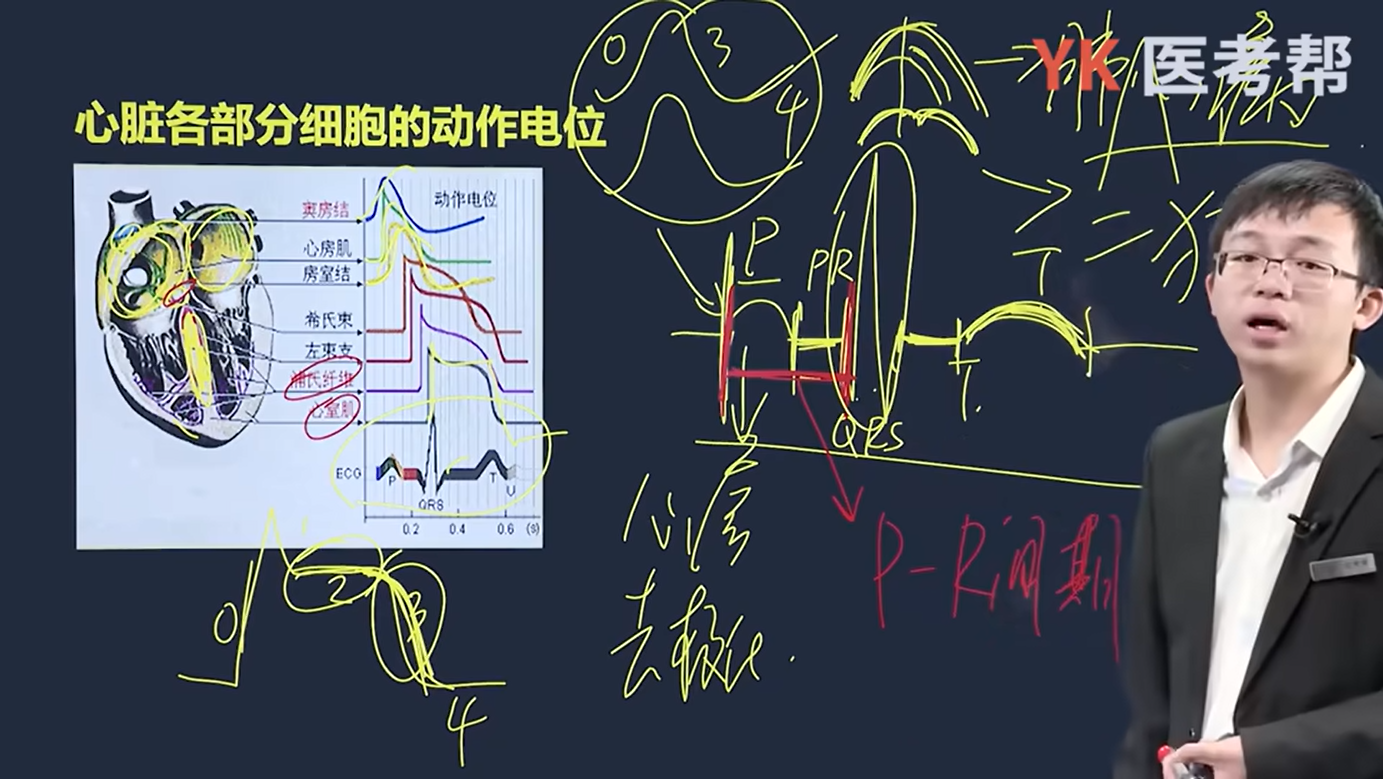 YK 医考帮
心脏各部分细胞的动作电位
动作电位
窦房结
心房肌
房室结
希氏束
左束支
浦氏纤维
心室肌
ECG
P
QRS
T
U
0.2
0.4
0.6
(s)
0
3
4
P
PR
QRS
T
T =
心房
去极化.
P-R间期
0
1
2
3
4